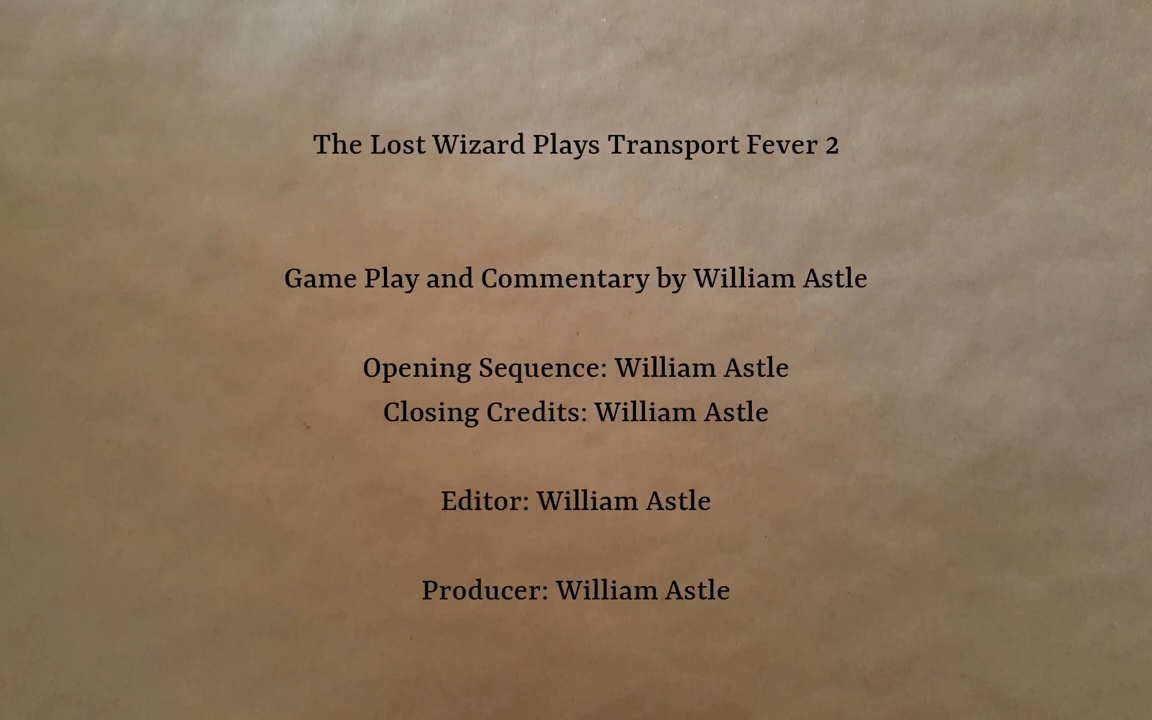 The Lost Wizard Plays Transport Fever 2
Game Play and Commentary by William Astle
Opening Sequence: William Astle
Closing Credits: William Astle
Editor: William Astle
Producer: William Astle